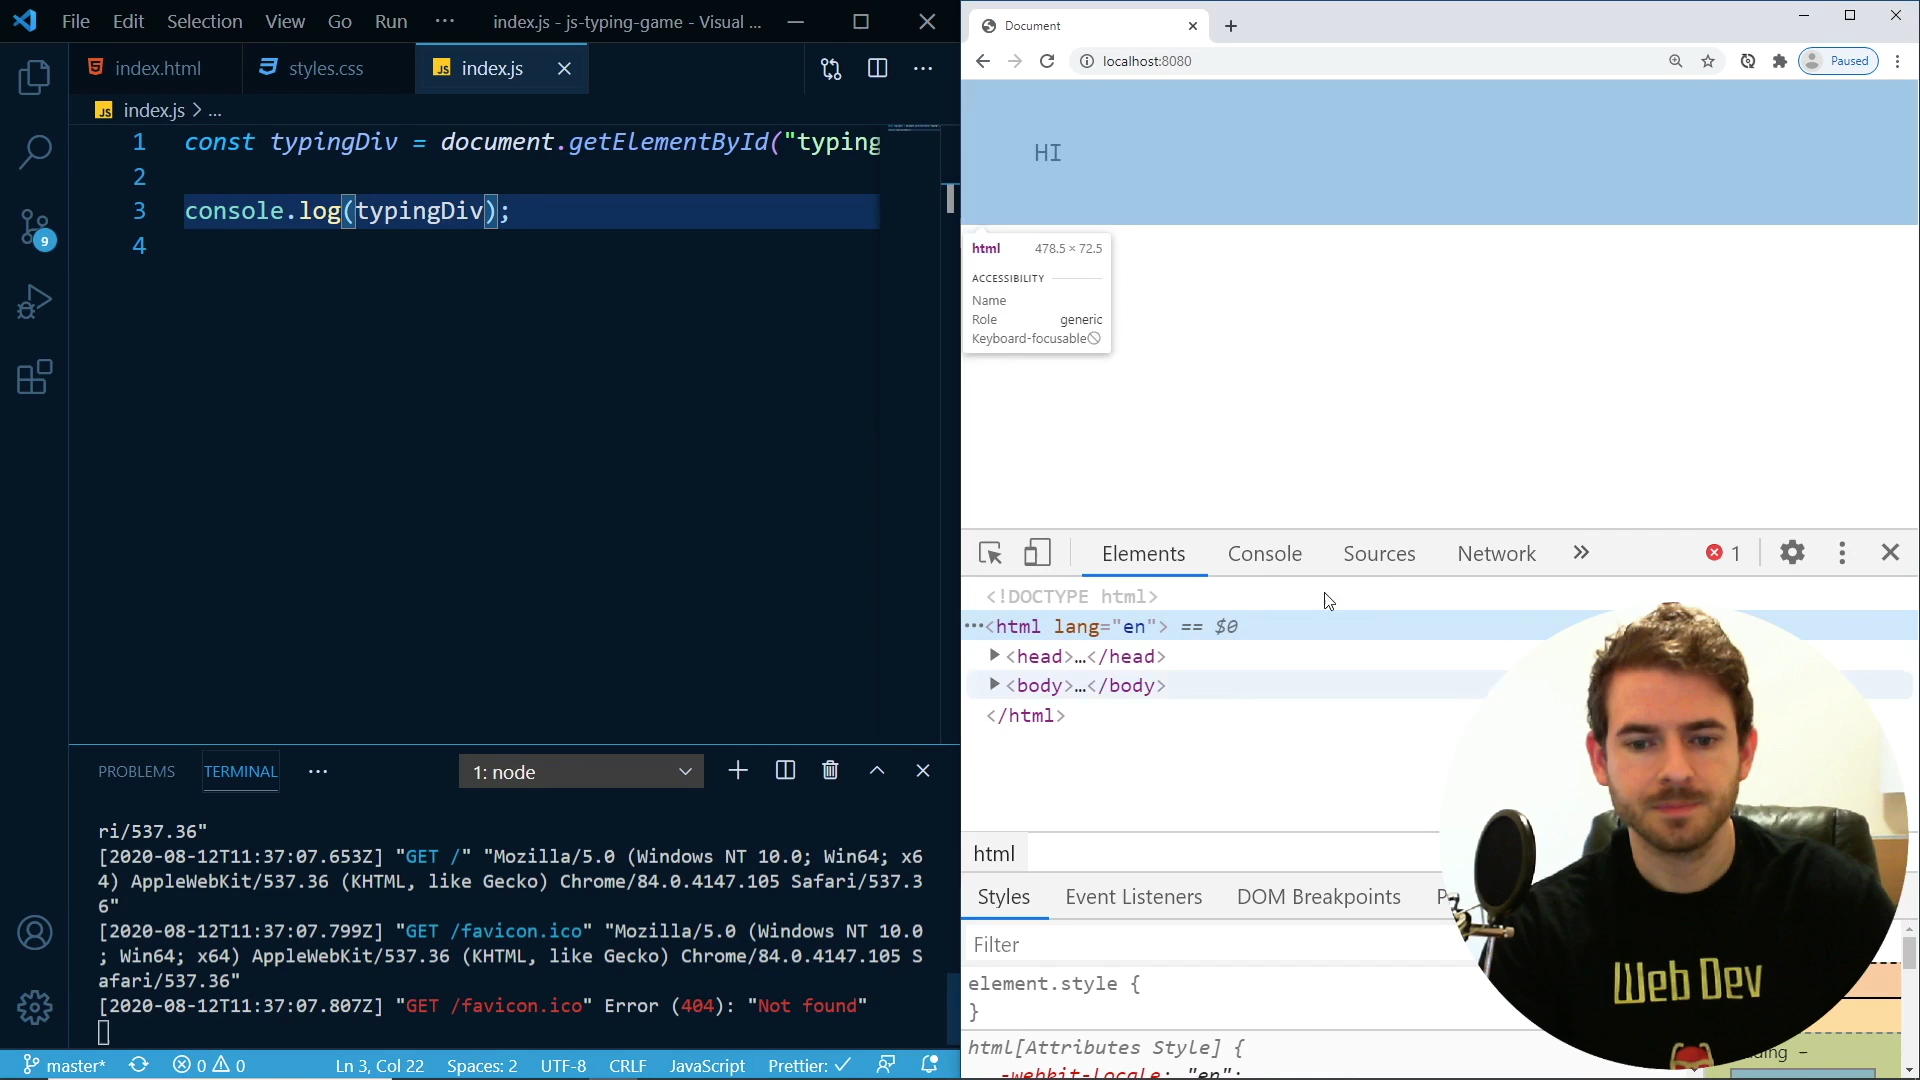 File Edit Selection View Go Run ··· index.js - js-typing-game - Visual ...
index.html styles.css JS index.js
JS index.js > ...
1 const typingDiv = document.getElementById("typing
2
3 console.log(typingDiv);
4
9
PROBLEMS TERMINAL ··· 1: node
ri/537.36"
[2020-08-12T11:37:07.653Z] "GET /" "Mozilla/5.0 (Windows NT 10.0; Win64; x6
4) AppleWebKit/537.36 (KHTML, like Gecko) Chrome/84.0.4147.105 Safari/537.3
6"
[2020-08-12T11:37:07.799Z] "GET /favicon.ico" "Mozilla/5.0 (Windows NT 10.0
; Win64; x64) AppleWebKit/537.36 (KHTML, like Gecko) Chrome/84.0.4147.105 S
afari/537.36"
[2020-08-12T11:37:07.807Z] "GET /favicon.ico" Error (404): "Not found"
master* 0 0 Ln 3, Col 22 Spaces: 2 UTF-8 CRLF JavaScript Prettier: ✓
Document
localhost:8080 Paused
HI
html 478.5 × 72.5
ACCESSIBILITY
Name
Role generic
Keyboard-focusable
Elements Console Sources Network » 1
<!DOCTYPE html>
···<html lang="en"> == $0
<head>…</head>
<body>…</body>
</html>
html
Styles Event Listeners DOM Breakpoints
Filter
element.style {
}
html[Attributes Style] {
-webkit-locale: "en";
Web Dev